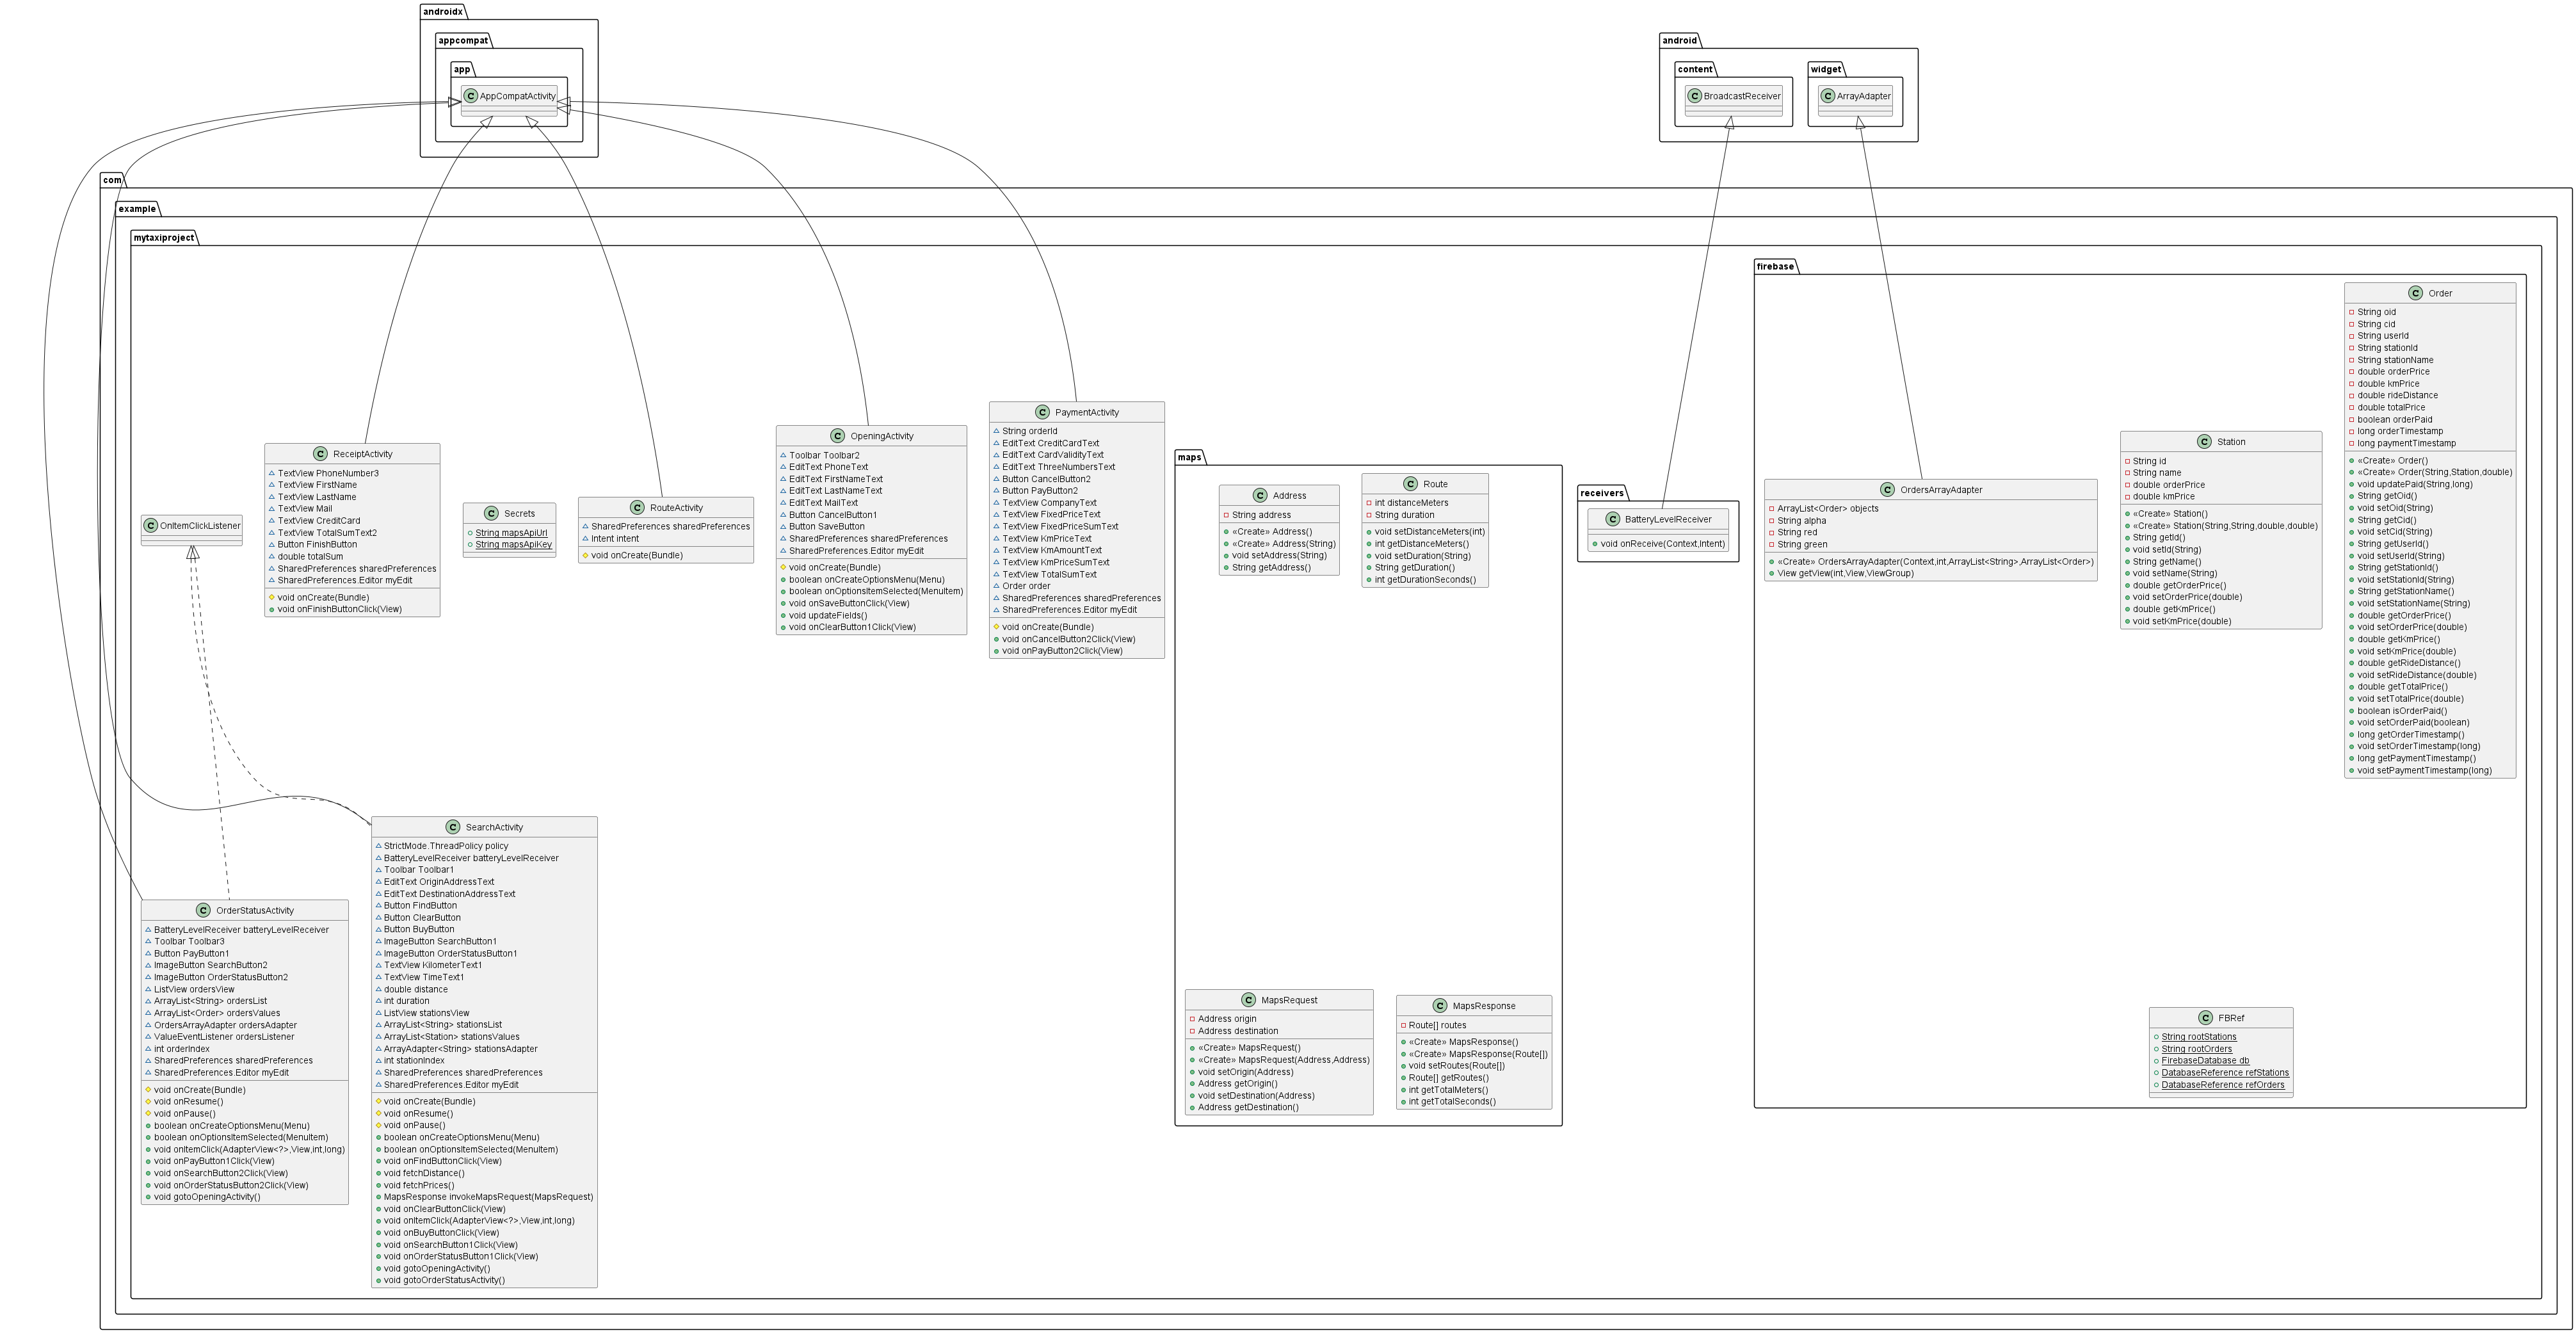 androidx
appcompat
app
AppCompatActivity
android
content
BroadcastReceiver
widget
ArrayAdapter
com
example
mytaxiproject
OnItemClickListener
ReceiptActivity
TextView PhoneNumber3
TextView FirstName
TextView LastName
TextView Mail
TextView CreditCard
TextView TotalSumText2
Button FinishButton
double totalSum
SharedPreferences sharedPreferences
SharedPreferences.Editor myEdit
void onCreate(Bundle)
void onFinishButtonClick(View)
Secrets
String mapsApiUrl
String mapsApiKey
RouteActivity
SharedPreferences sharedPreferences
Intent intent
void onCreate(Bundle)
OpeningActivity
Toolbar Toolbar2
EditText PhoneText
EditText FirstNameText
EditText LastNameText
EditText MailText
Button CancelButton1
Button SaveButton
SharedPreferences sharedPreferences
SharedPreferences.Editor myEdit
void onCreate(Bundle)
boolean onCreateOptionsMenu(Menu)
boolean onOptionsItemSelected(MenuItem)
void onSaveButtonClick(View)
void updateFields()
void onClearButton1Click(View)
PaymentActivity
String orderId
EditText CreditCardText
EditText CardValidityText
EditText ThreeNumbersText
Button CancelButton2
Button PayButton2
TextView CompanyText
TextView FixedPriceText
TextView FixedPriceSumText
TextView KmPriceText
TextView KmAmountText
TextView KmPriceSumText
TextView TotalSumText
Order order
SharedPreferences sharedPreferences
SharedPreferences.Editor myEdit
void onCreate(Bundle)
void onCancelButton2Click(View)
void onPayButton2Click(View)
maps
Address
String address
«Create» Address()
«Create» Address(String)
void setAddress(String)
String getAddress()
Route
int distanceMeters
String duration
void setDistanceMeters(int)
int getDistanceMeters()
void setDuration(String)
String getDuration()
int getDurationSeconds()
MapsRequest
Address origin
Address destination
«Create» MapsRequest()
«Create» MapsRequest(Address,Address)
void setOrigin(Address)
Address getOrigin()
void setDestination(Address)
Address getDestination()
MapsResponse
Route[] routes
«Create» MapsResponse()
«Create» MapsResponse(Route[])
void setRoutes(Route[])
Route[] getRoutes()
int getTotalMeters()
int getTotalSeconds()
receivers
BatteryLevelReceiver
void onReceive(Context,Intent)
firebase
OrdersArrayAdapter
ArrayList<Order> objects
String alpha
String red
String green
«Create» OrdersArrayAdapter(Context,int,ArrayList<String>,ArrayList<Order>)
View getView(int,View,ViewGroup)
Station
String id
String name
double orderPrice
double kmPrice
«Create» Station()
«Create» Station(String,String,double,double)
String getId()
void setId(String)
String getName()
void setName(String)
double getOrderPrice()
void setOrderPrice(double)
double getKmPrice()
void setKmPrice(double)
Order
String oid
String cid
String userId
String stationId
String stationName
double orderPrice
double kmPrice
double rideDistance
double totalPrice
boolean orderPaid
long orderTimestamp
long paymentTimestamp
«Create» Order()
«Create» Order(String,Station,double)
void updatePaid(String,long)
String getOid()
void setOid(String)
String getCid()
void setCid(String)
String getUserId()
void setUserId(String)
String getStationId()
void setStationId(String)
String getStationName()
void setStationName(String)
double getOrderPrice()
void setOrderPrice(double)
double getKmPrice()
void setKmPrice(double)
double getRideDistance()
void setRideDistance(double)
double getTotalPrice()
void setTotalPrice(double)
boolean isOrderPaid()
void setOrderPaid(boolean)
long getOrderTimestamp()
void setOrderTimestamp(long)
long getPaymentTimestamp()
void setPaymentTimestamp(long)
FBRef
String rootStations
String rootOrders
FirebaseDatabase db
DatabaseReference refStations
DatabaseReference refOrders
OrderStatusActivity
BatteryLevelReceiver batteryLevelReceiver
Toolbar Toolbar3
Button PayButton1
ImageButton SearchButton2
ImageButton OrderStatusButton2
ListView ordersView
ArrayList<String> ordersList
ArrayList<Order> ordersValues
OrdersArrayAdapter ordersAdapter
ValueEventListener ordersListener
int orderIndex
SharedPreferences sharedPreferences
SharedPreferences.Editor myEdit
void onCreate(Bundle)
void onResume()
void onPause()
boolean onCreateOptionsMenu(Menu)
boolean onOptionsItemSelected(MenuItem)
void onItemClick(AdapterView<?>,View,int,long)
void onPayButton1Click(View)
void onSearchButton2Click(View)
void onOrderStatusButton2Click(View)
void gotoOpeningActivity()
SearchActivity
StrictMode.ThreadPolicy policy
BatteryLevelReceiver batteryLevelReceiver
Toolbar Toolbar1
EditText OriginAddressText
EditText DestinationAddressText
Button FindButton
Button ClearButton
Button BuyButton
ImageButton SearchButton1
ImageButton OrderStatusButton1
TextView KilometerText1
TextView TimeText1
double distance
int duration
ListView stationsView
ArrayList<String> stationsList
ArrayList<Station> stationsValues
ArrayAdapter<String> stationsAdapter
int stationIndex
SharedPreferences sharedPreferences
SharedPreferences.Editor myEdit
void onCreate(Bundle)
void onResume()
void onPause()
boolean onCreateOptionsMenu(Menu)
boolean onOptionsItemSelected(MenuItem)
void onFindButtonClick(View)
void fetchDistance()
void fetchPrices()
MapsResponse invokeMapsRequest(MapsRequest)
void onClearButtonClick(View)
void onItemClick(AdapterView<?>,View,int,long)
void onBuyButtonClick(View)
void onSearchButton1Click(View)
void onOrderStatusButton1Click(View)
void gotoOpeningActivity()
void gotoOrderStatusActivity()